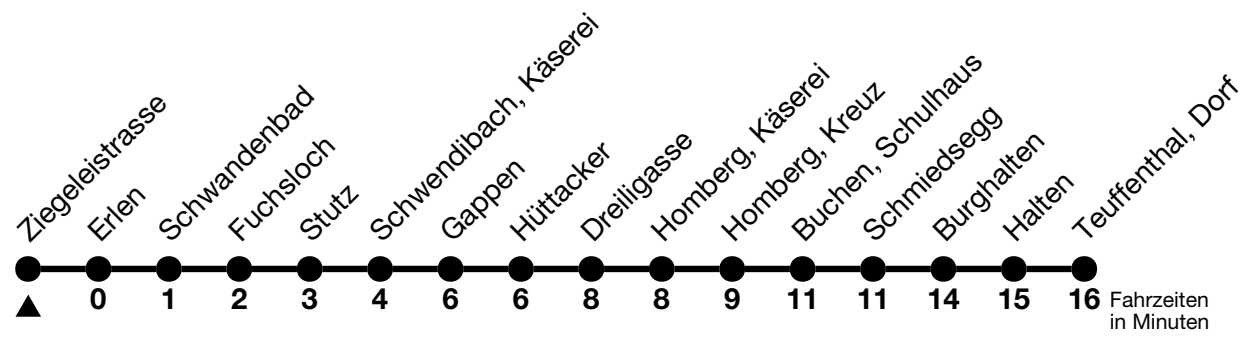 Ziegeleistrasse
Erlen
Schwandenbad
Fuchsloch
Stutz
Schwendibach, Käserei
Gappen
Hüttacker
Dreiligasse
Homberg, Käserei
Homberg, Kreuz
Buchen, Schulhaus
Schmiedsegg
Burghalten
Halten
Teuffenthal, Dorf
0 1 2 3 4 6 6 8 8 9 11 11 14 15 16
Fahrzeiten
in Minuten